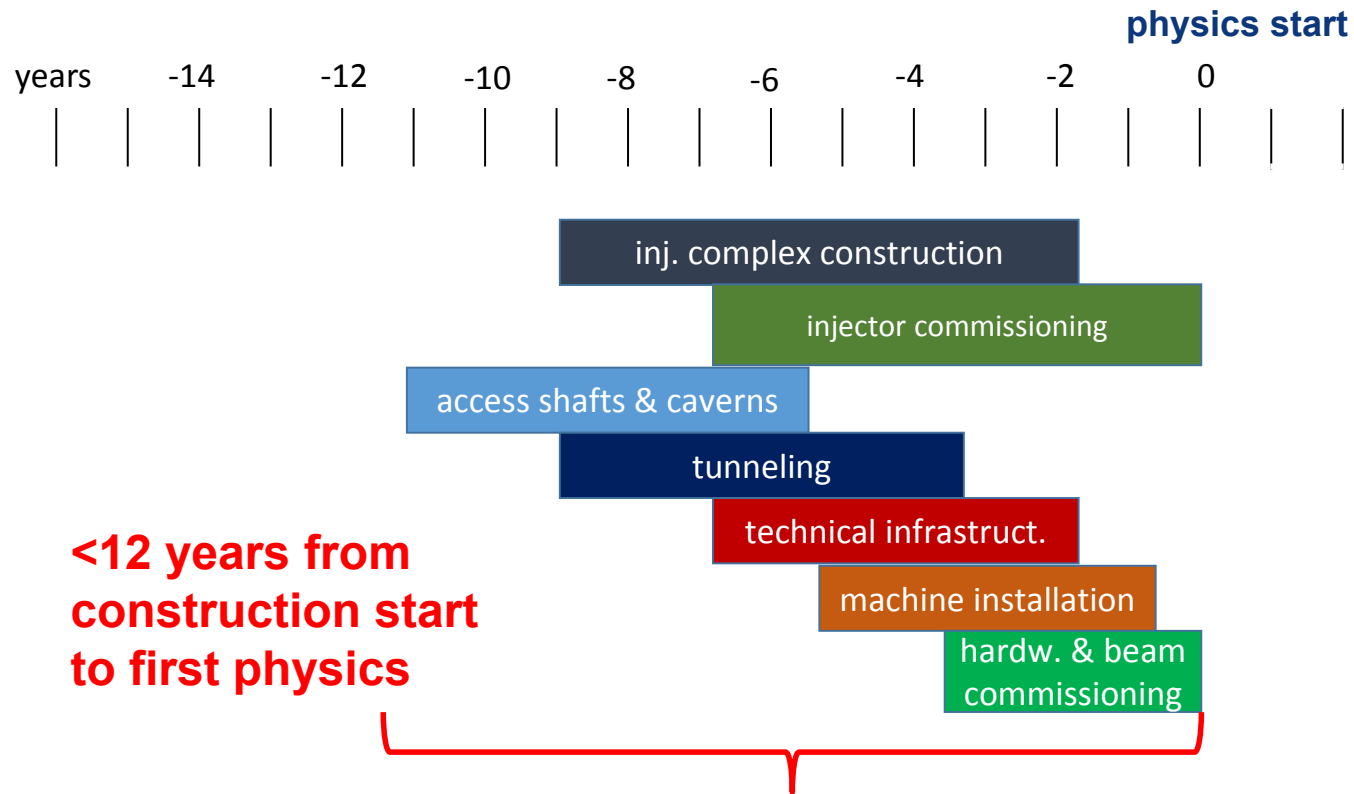 physics start
years -14 -12 -10 -8 -6 -4 -2 0
inj. complex construction
injector commissioning
access shafts & caverns
tunneling
technical infrastruct.
machine installation
hardw. & beam
commissioning
<12 years from
construction start
to first physics